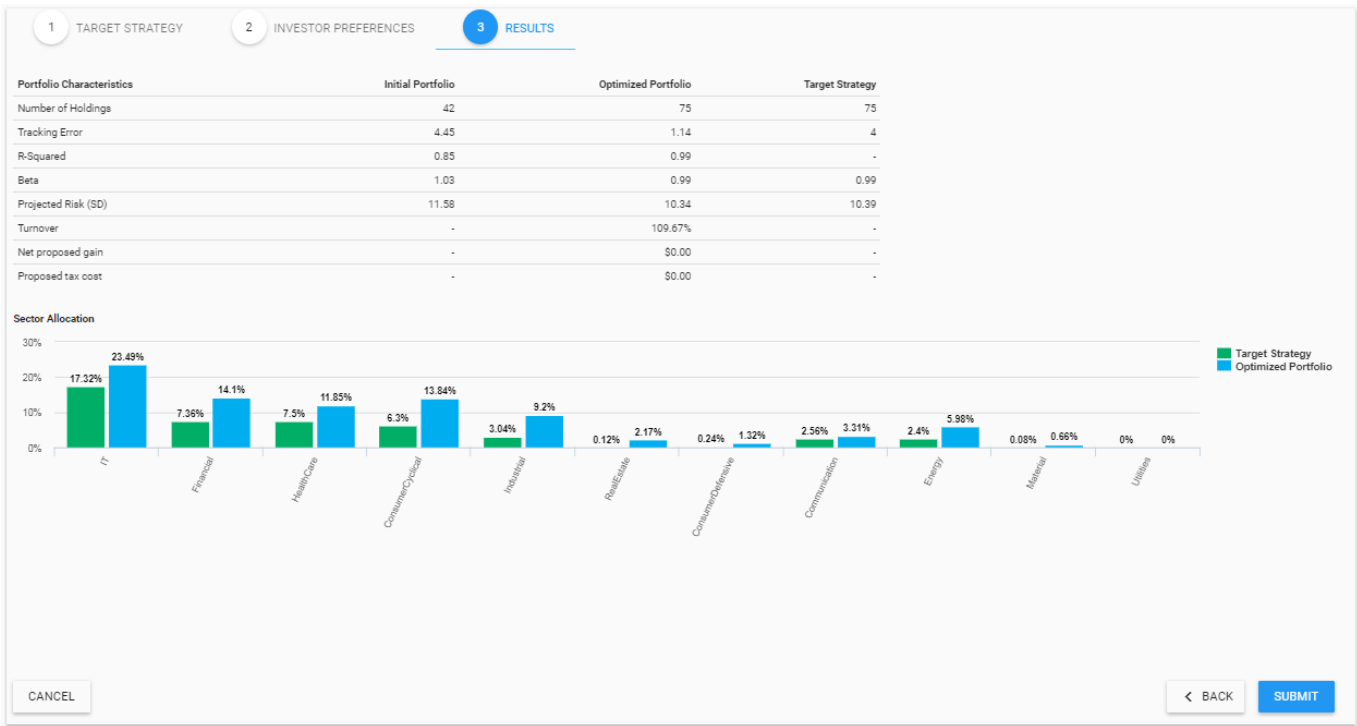 1 TARGET STRATEGY 2 INVESTOR PREFERENCES 3 RESULTS
Portfolio Characteristics Initial Portfolio Optimized Portfolio Target Strategy
Number of Holdings 42 75 75
Tracking Error 4.45 1.14 4
R-Squared 0.85 0.99 -
Beta 1.03 0.99 0.99
Projected Risk (SD) 11.58 10.34 10.39
Turnover - 109.67% -
Net proposed gain - $0.00 -
Proposed tax cost - $0.00 -
Sector Allocation
30%
20%
10%
0%
17.32% 23.49%
7.36% 14.1%
7.5% 11.85%
6.3% 13.84%
3.04% 9.2%
0.12% 2.17%
0.24% 1.32%
2.56% 3.31%
2.4% 5.98%
0.08% 0.66%
0% 0%
IT
Financial
HealthCare
ConsumerCyclical
Industrial
RealEstate
ConsumerDefensive
Communication
Energy
Material
Utilities
Target Strategy
Optimized Portfolio
CANCEL BACK SUBMIT